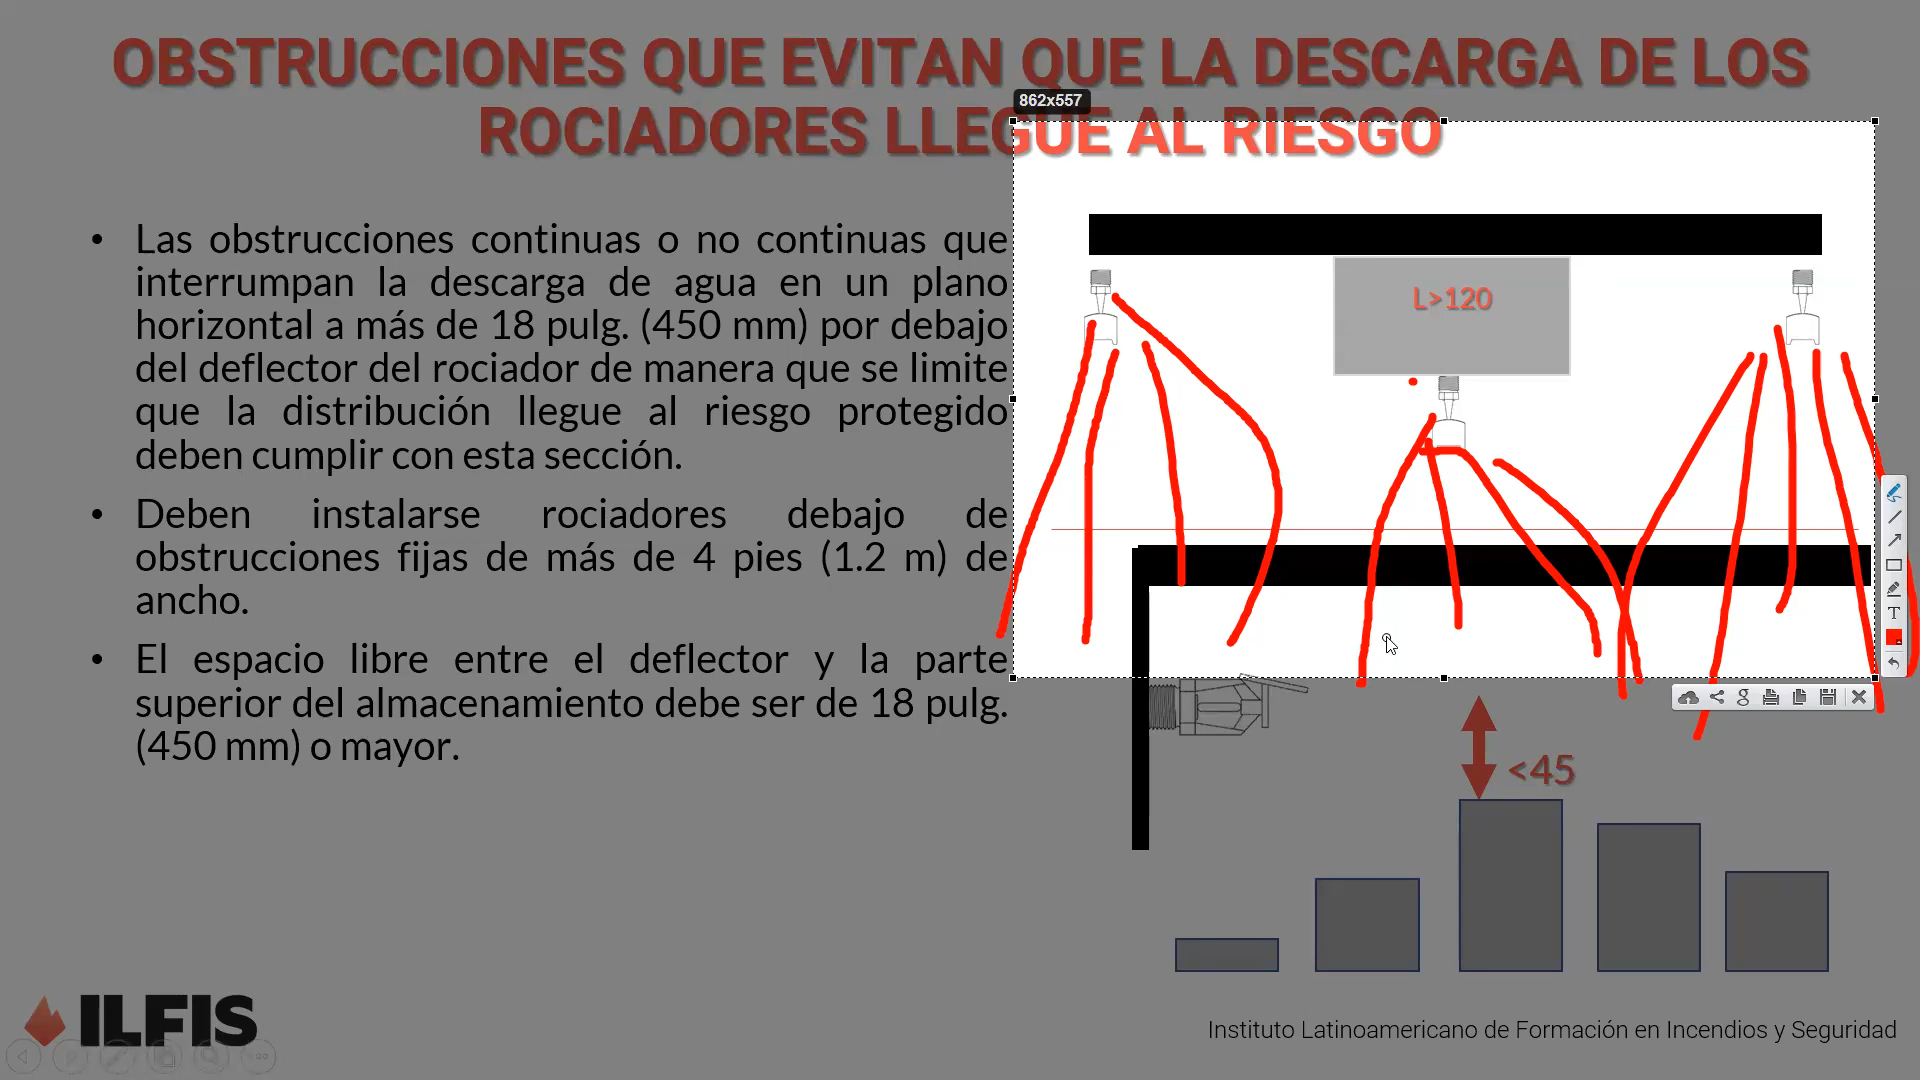 OBSTRUCCIONES QUE EVITAN QUE LA DESCARGA DE LOS
ROCIADORES LLEGUE AL RIESGO
862x557
• Las obstrucciones continuas o no continuas que
interrumpan la descarga de agua en un plano
horizontal a más de 18 pulg. (450 mm) por debajo
del deflector del rociador de manera que se limite
que la distribución llegue al riesgo protegido
deben cumplir con esta sección.
• Deben instalarse rociadores debajo de
obstrucciones fijas de más de 4 pies (1.2 m) de
ancho.
• El espacio libre entre el deflector y la parte
superior del almacenamiento debe ser de 18 pulg.
(450 mm) o mayor.
L>120
T
g
<45
ILFIS
Instituto Latinoamericano de Formación en Incendios y Seguridad